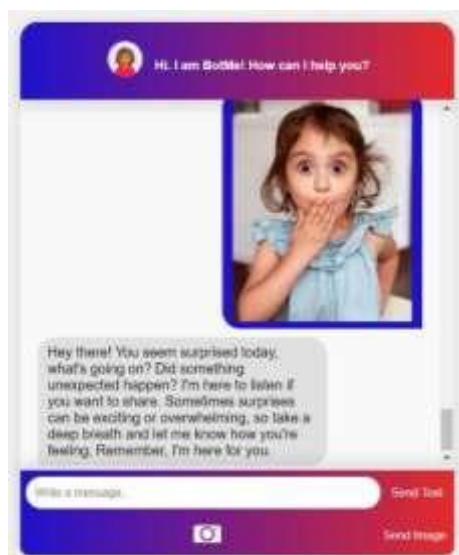 Hi. I am BotMe! How can I help you?
Hey there! You seem surprised today,
what's going on? Did something
unexpected happen? I'm here to listen if
you want to share. Sometimes surprises
can be exciting or overwhelming, so take a
deep breath and let me know how you're
feeling. Remember, I'm here for you.
Write a message...
Send Text
Send Image